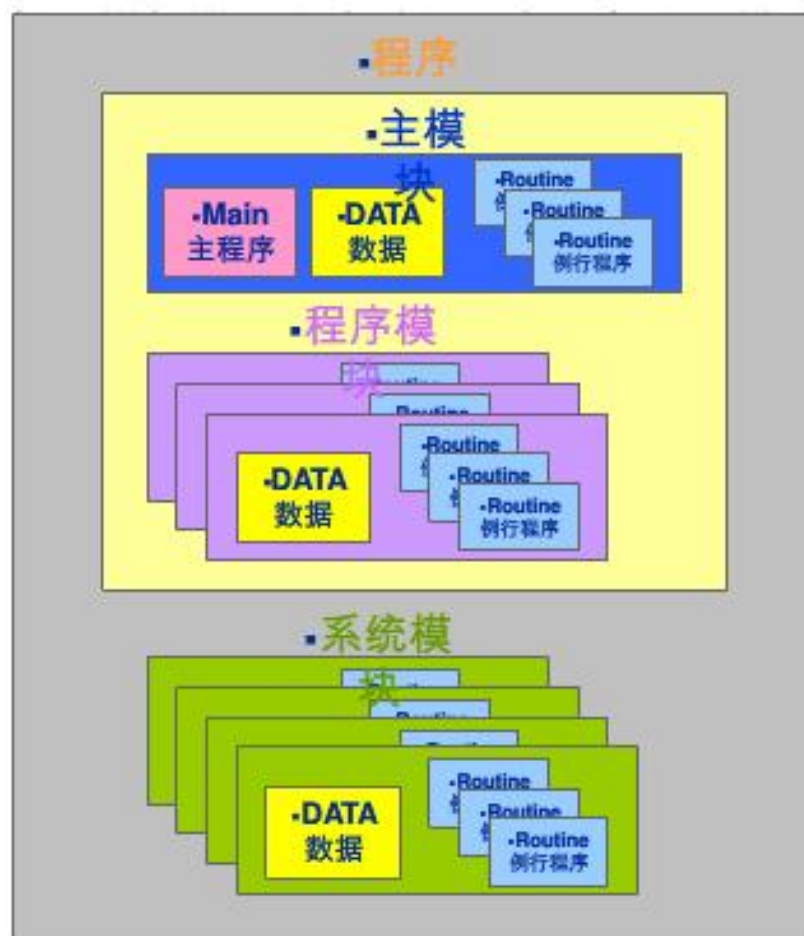 ▪程序
▪主模
块
▪Main
主程序
▪DATA
数据
▪Routine
▪Routine
▪Routine
例行程序
▪程序模
块
▪Routine
▪DATA
数据
▪Routine
▪Routine
▪Routine
例行程序
▪系统模
块
▪DATA
数据
▪Routine
▪Routine
▪Routine
例行程序